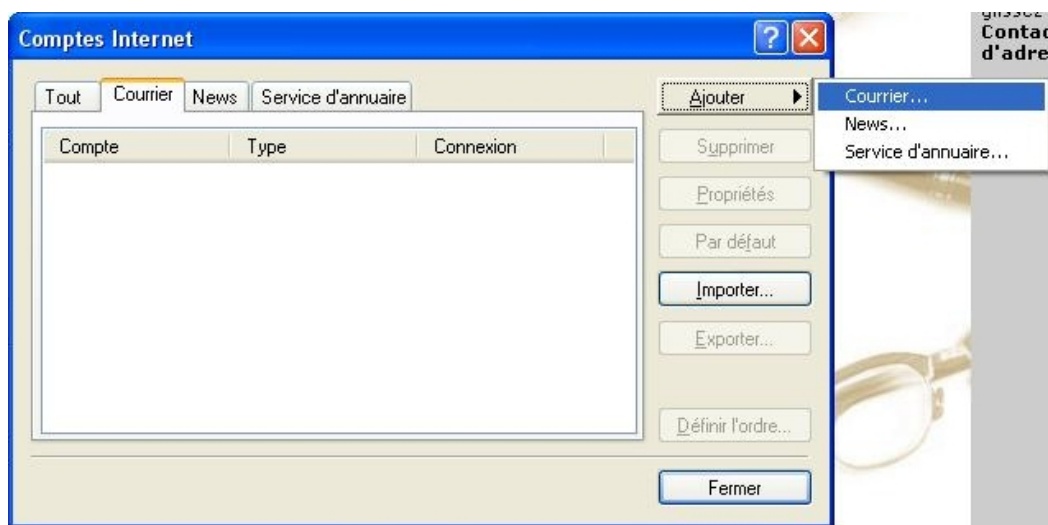 Comptes Internet
Contac
d'adre
Tout Courrier News Service d'annuaire
Ajouter
Courrier...
News...
Service d'annuaire...
Compte Type Connexion
Supprimer
Propriétés
Par défaut
Importer...
Exporter...
Définir l'ordre...
Fermer